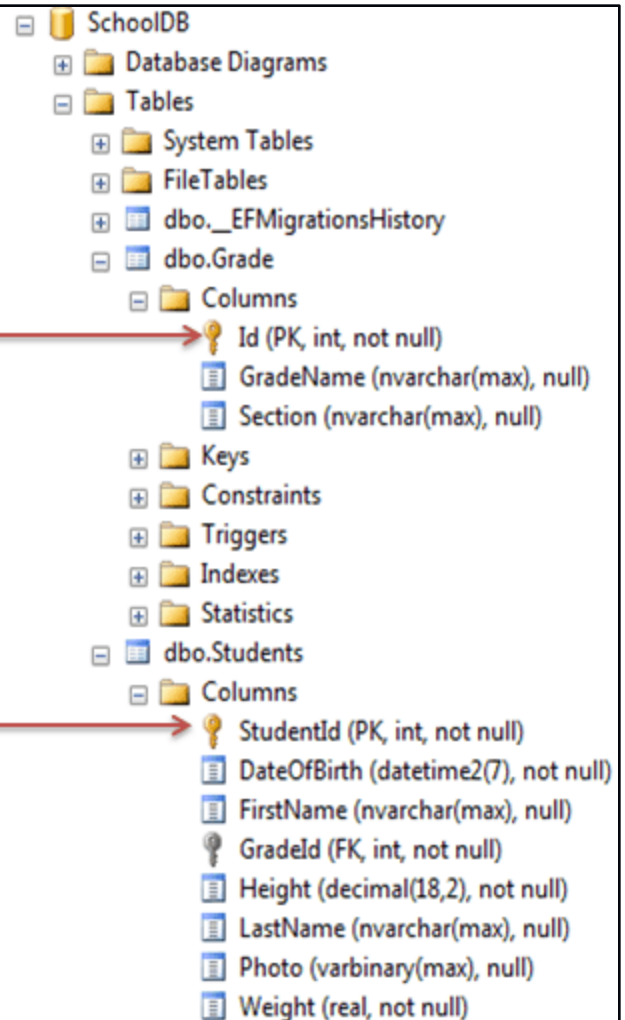 SchoolDB
Database Diagrams
Tables
System Tables
FileTables
dbo.__EFMigrationsHistory
dbo.Grade
Columns
Id (PK, int, not null)
GradeName (nvarchar(max), null)
Section (nvarchar(max), null)
Keys
Constraints
Triggers
Indexes
Statistics
dbo.Students
Columns
StudentId (PK, int, not null)
DateOfBirth (datetime2(7), not null)
FirstName (nvarchar(max), null)
GradeId (FK, int, not null)
Height (decimal(18,2), not null)
LastName (nvarchar(max), null)
Photo (varbinary(max), null)
Weight (real, not null)